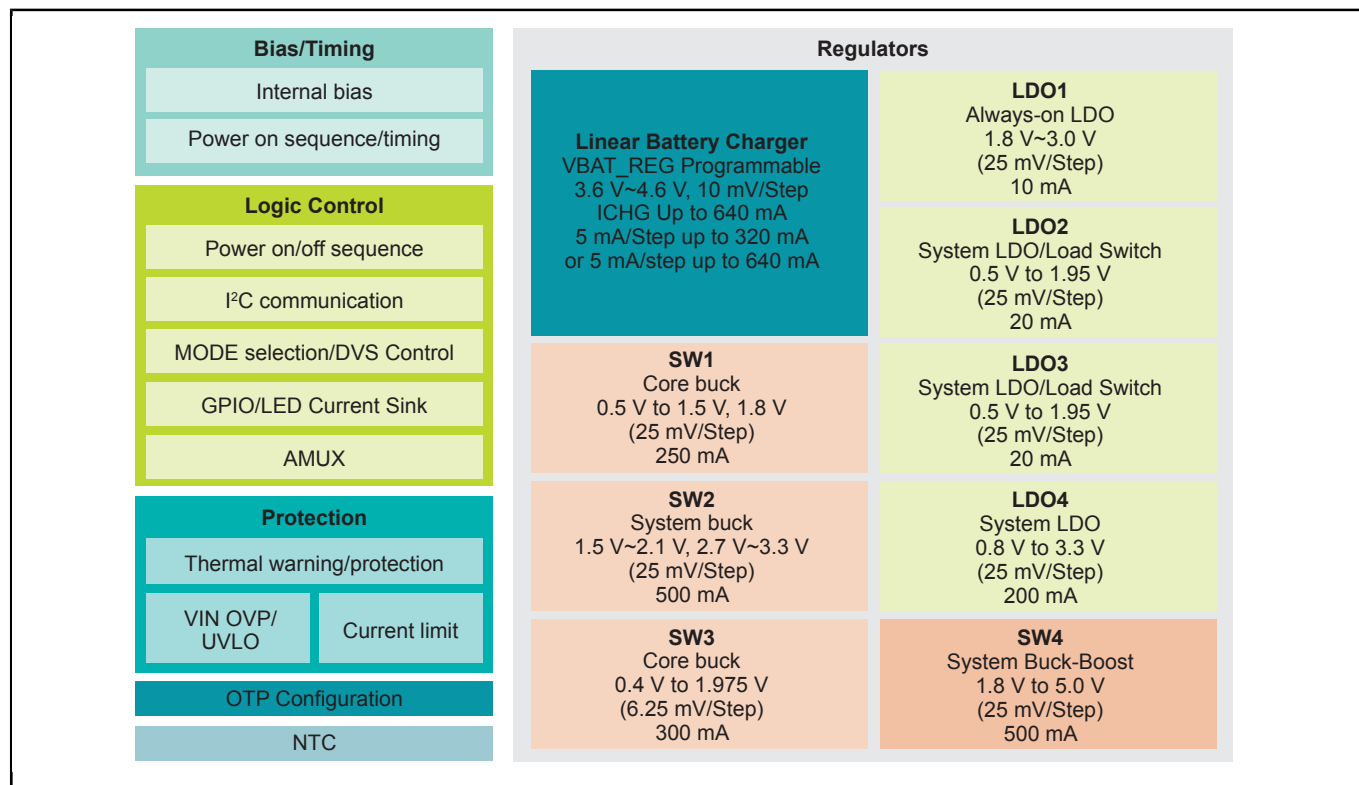 Bias/Timing
Internal bias
Power on sequence/timing
Logic Control
Power on/off sequence
I²C communication
MODE selection/DVS Control
GPIO/LED Current Sink
AMUX
Protection
Thermal warning/protection
VIN OVP/
UVLO
Current limit
OTP Configuration
NTC
Regulators
Linear Battery Charger
VBAT_REG Programmable
3.6 V~4.6 V, 10 mV/Step
ICHG Up to 640 mA
5 mA/Step up to 320 mA
or 5 mA/step up to 640 mA
SW1
Core buck
0.5 V to 1.5 V, 1.8 V
(25 mV/Step)
250 mA
SW2
System buck
1.5 V~2.1 V, 2.7 V~3.3 V
(25 mV/Step)
500 mA
SW3
Core buck
0.4 V to 1.975 V
(6.25 mV/Step)
300 mA
LDO1
Always-on LDO
1.8 V~3.0 V
(25 mV/Step)
10 mA
LDO2
System LDO/Load Switch
0.5 V to 1.95 V
(25 mV/Step)
20 mA
LDO3
System LDO/Load Switch
0.5 V to 1.95 V
(25 mV/Step)
20 mA
LDO4
System LDO
0.8 V to 3.3 V
(25 mV/Step)
200 mA
SW4
System Buck-Boost
1.8 V to 5.0 V
(25 mV/Step)
500 mA